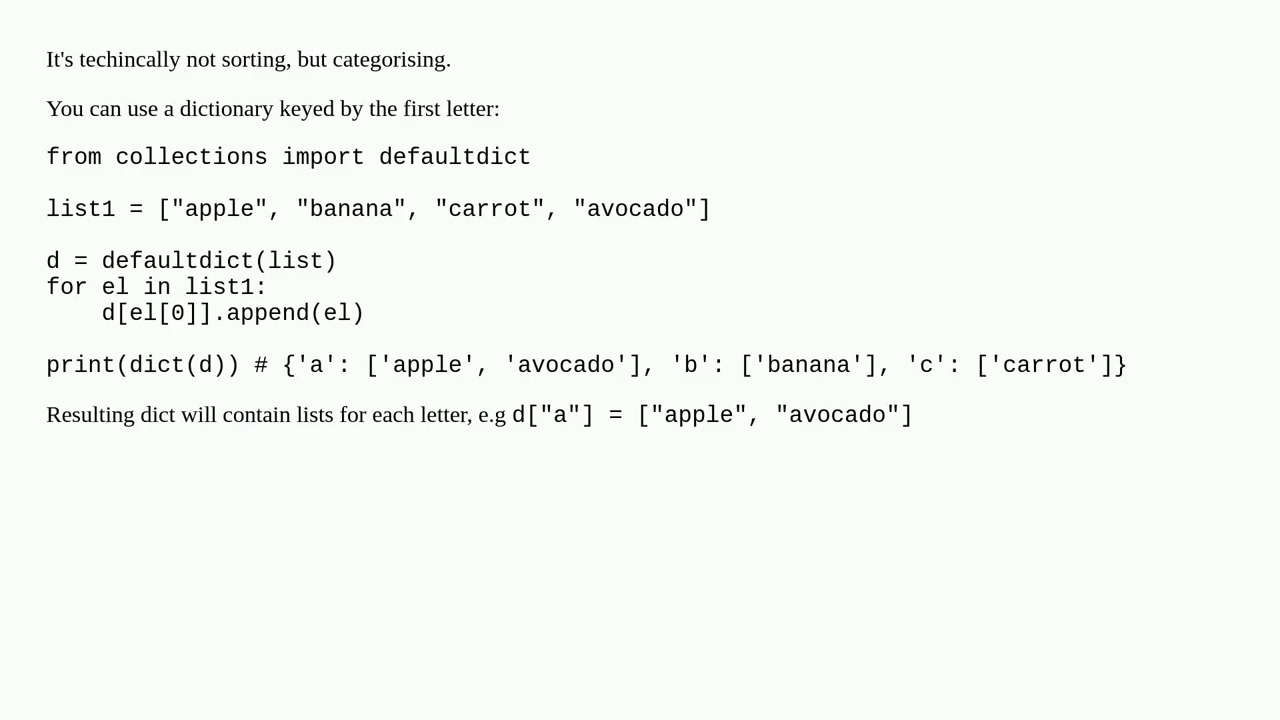 It's techincally not sorting, but categorising.
You can use a dictionary keyed by the first letter:
from collections import defaultdict
list1 = ["apple", "banana", "carrot", "avocado"]
d = defaultdict(list)
for el in list1:
    d[el[0]].append(el)
print(dict(d)) # {'a': ['apple', 'avocado'], 'b': ['banana'], 'c': ['carrot']}
Resulting dict will contain lists for each letter, e.g d["a"] = ["apple", "avocado"]